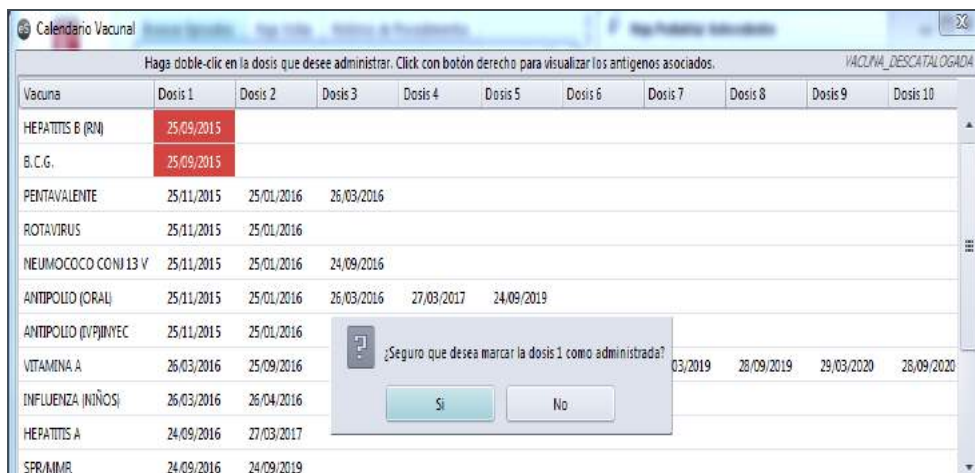 Calendario Vacunal
Haga doble-clic en la dosis que desee administrar. Click con botón derecho para visualizar los antigenos asociados. VACUNA_DESCATALOGADA
Vacuna Dosis 1 Dosis 2 Dosis 3 Dosis 4 Dosis 5 Dosis 6 Dosis 7 Dosis 8 Dosis 9 Dosis 10
HEPATITIS B (RN) 25/09/2015
B.C.G. 25/09/2015
PENTAVALENTE 25/11/2015 25/01/2016 26/03/2016
ROTAVIRUS 25/11/2015 25/01/2016
NEUMOCOCO CONJ 13 V 25/11/2015 25/01/2016 24/09/2016
ANTIPOLIO (ORAL) 25/11/2015 25/01/2016 26/03/2016 27/03/2017 24/09/2019
ANTIPOLIO (IVP)INYEC 25/11/2015 25/01/2016
VITAMINA A 26/03/2016 25/09/2016 03/2019 28/09/2019 29/03/2020 28/09/2020
INFLUENZA (NIÑOS) 26/03/2016 26/04/2016
HEPATITIS A 24/09/2016 27/03/2017
SPR/MMR 24/09/2016 24/09/2019
¿Seguro que desea marcar la dosis 1 como administrada?
Si No